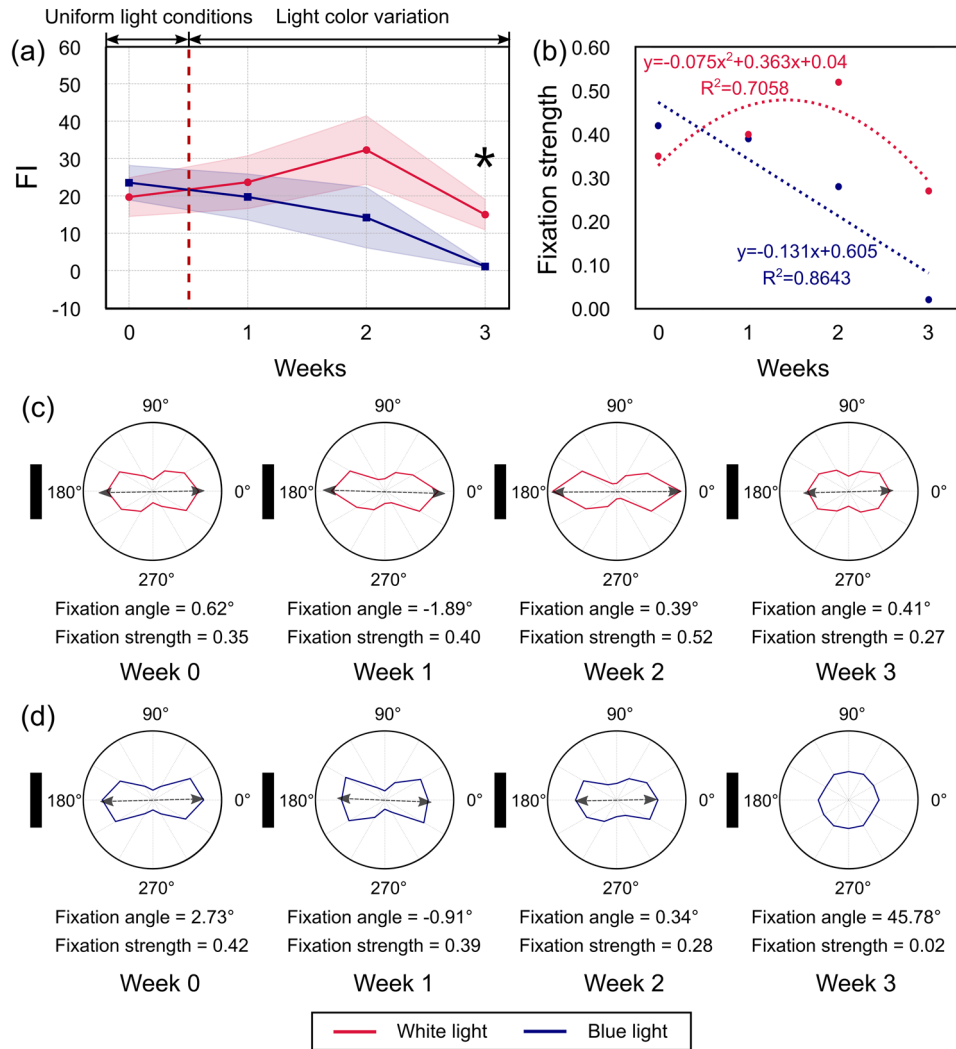 Uniform light conditions Light color variation
(a)
60
50
40
30
20
10
0
-10
FI
0 1 2 3
Weeks
*
(b)
0.60
0.50
0.40
0.30
0.20
0.10
0.00
Fixation strength
y=-0.075x²+0.363x+0.04
R²=0.7058
y=-0.131x+0.605
R²=0.8643
0 1 2 3
Weeks
(c)
90° 90° 90° 90°
180° 0° 180° 0° 180° 0° 180° 0°
270° 270° 270° 270°
Fixation angle = 0.62° Fixation angle = -1.89° Fixation angle = 0.39° Fixation angle = 0.41°
Fixation strength = 0.35 Fixation strength = 0.40 Fixation strength = 0.52 Fixation strength = 0.27
Week 0 Week 1 Week 2 Week 3
(d)
90° 90° 90° 90°
180° 0° 180° 0° 180° 0° 180° 0°
270° 270° 270° 270°
Fixation angle = 2.73° Fixation angle = -0.91° Fixation angle = 0.34° Fixation angle = 45.78°
Fixation strength = 0.42 Fixation strength = 0.39 Fixation strength = 0.28 Fixation strength = 0.02
Week 0 Week 1 Week 2 Week 3
White light Blue light